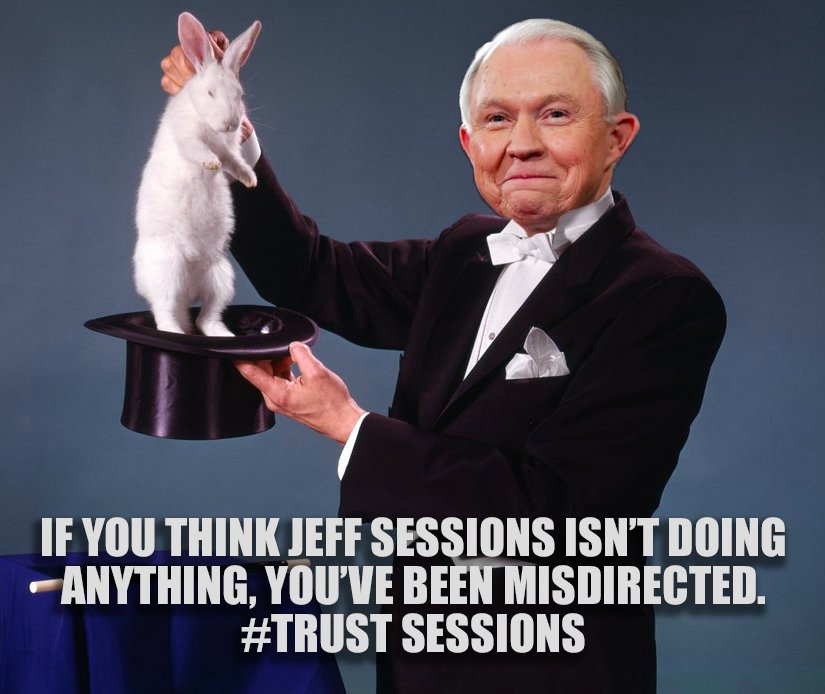 IF YOU THINK JEFF SESSIONS ISN'T DOING
ANYTHING, YOU'VE BEEN MISDIRECTED.
#TRUST SESSIONS